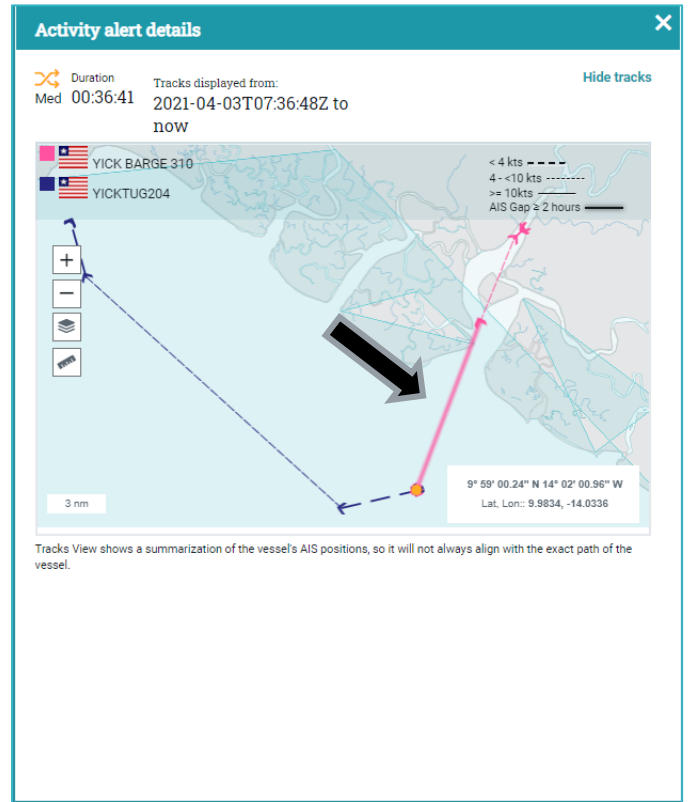 Activity alert details
Duration
Med 00:36:41
Tracks displayed from:
2021-04-03T07:36:48Z to
now
Hide tracks
YICK BARGE 310
YICKTUG204
< 4 kts
4 - <10 kts
>= 10kts
AIS Gap ≥ 2 hours
+
−
3 nm
9° 59' 00.24" N 14° 02' 00.96" W
Lat, Lon:: 9.9834, -14.0336
Tracks View shows a summarization of the vessel's AIS positions, so it will not always align with the exact path of the
vessel.